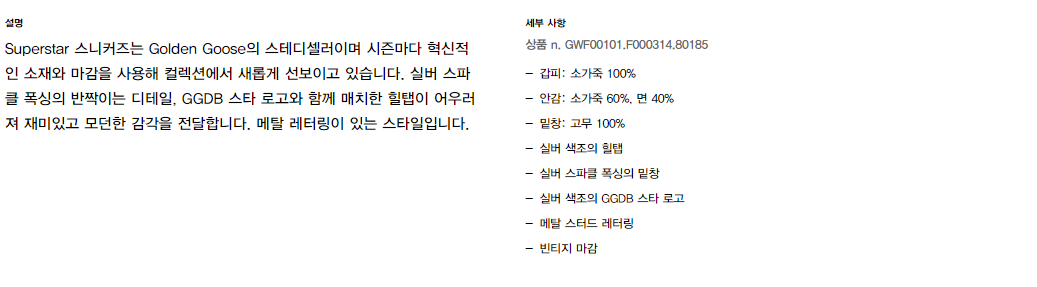 설명
Superstar 스니커즈는 Golden Goose의 스테디셀러이며 시즌마다 혁신적
인 소재와 마감을 사용해 컬렉션에서 새롭게 선보이고 있습니다. 실버 스파
클 폭싱의 반짝이는 디테일, GGDB 스타 로고와 함께 매치한 힐탭이 어우러
져 재미있고 모던한 감각을 전달합니다. 메탈 레터링이 있는 스타일입니다.
세부 사항
상품 n. GWF00101.F000314.80185
– 갑피: 소가죽 100%
– 안감: 소가죽 60%, 면 40%
– 밑창: 고무 100%
– 실버 색조의 힐탭
– 실버 스파클 폭싱의 밑창
– 실버 색조의 GGDB 스타 로고
– 메탈 스터드 레터링
– 빈티지 마감